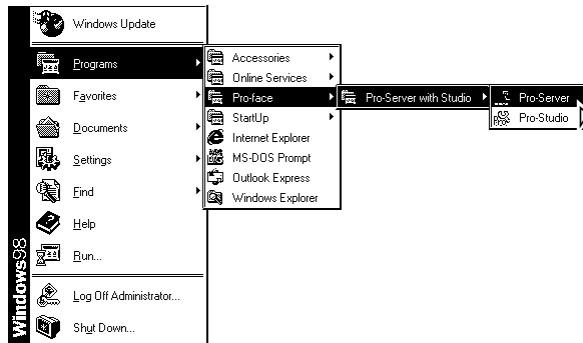 Windows Update
Programs
Favorites
Documents
Settings
Find
Help
Run...
Log Off Administrator...
Shut Down...
Windows98
Accessories
Online Services
Pro-face
StartUp
Internet Explorer
MS-DOS Prompt
Outlook Express
Windows Explorer
Pro-Server with Studio
Pro-Server
Pro-Studio